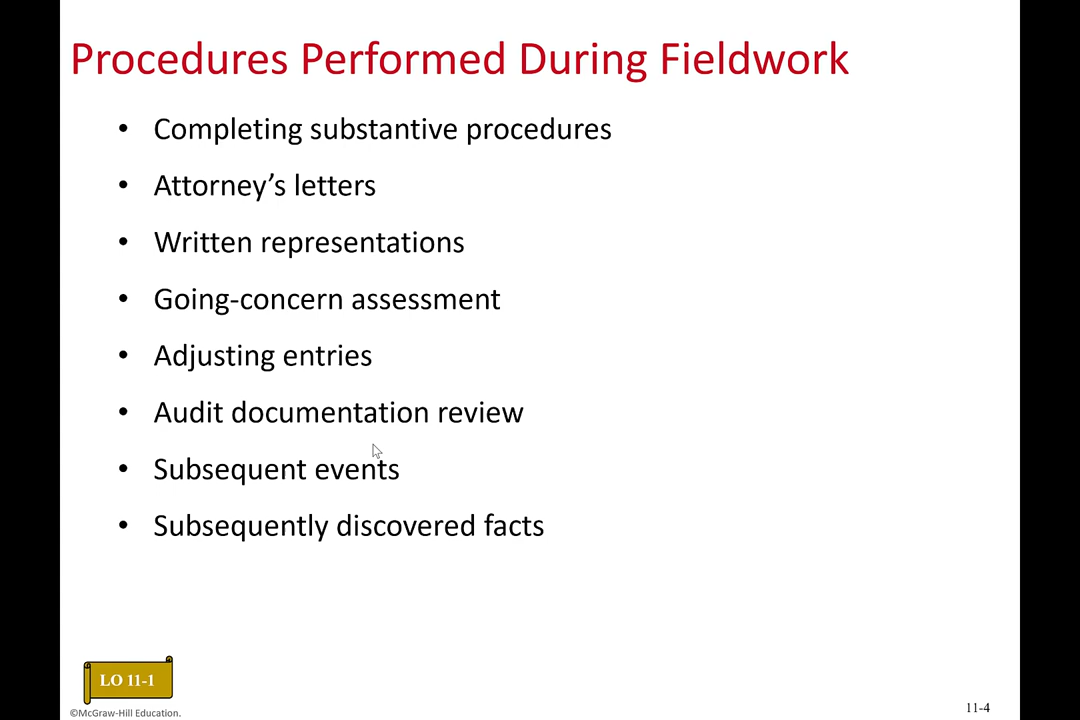 Procedures Performed During Fieldwork
• Completing substantive procedures
• Attorney’s letters
• Written representations
• Going-concern assessment
• Adjusting entries
• Audit documentation review
• Subsequent events
• Subsequently discovered facts
LO 11-1
©McGraw-Hill Education.
11-4